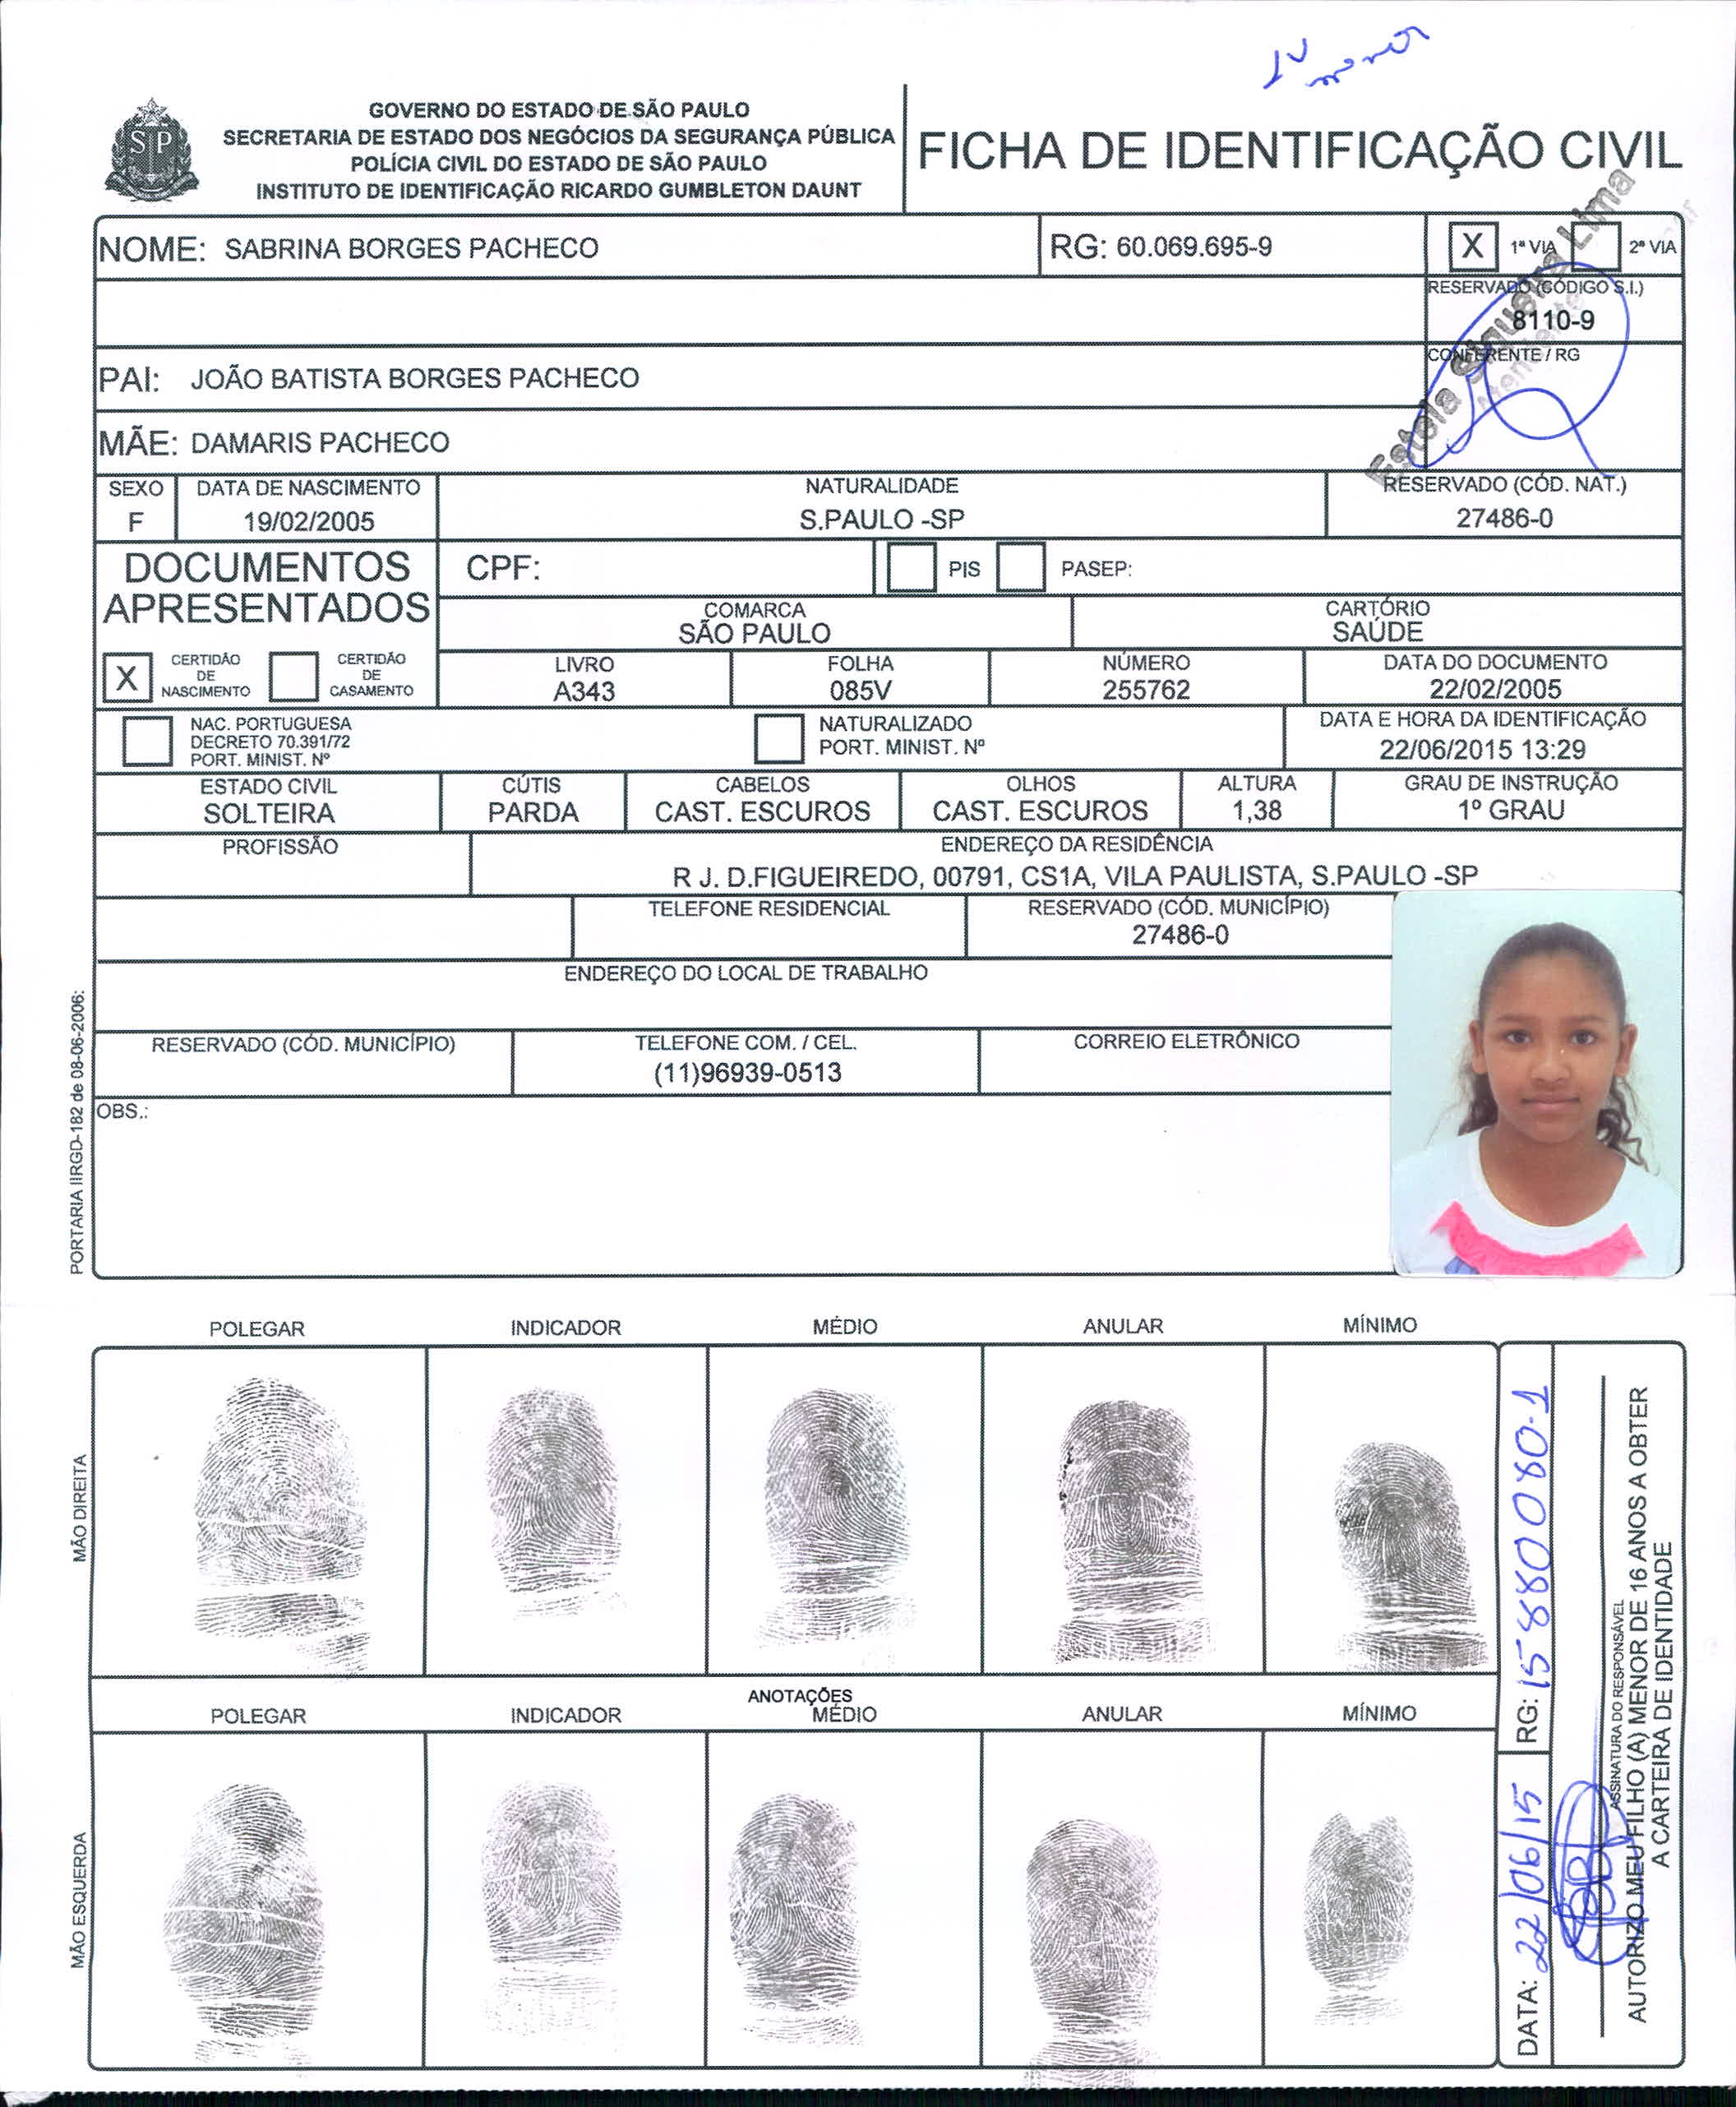 GOVERNO DO ESTADO DE SÃO PAULO
SECRETARIA DE ESTADO DOS NEGÓCIOS DA SEGURANÇA PÚBLICA
POLÍCIA CIVIL DO ESTADO DE SÃO PAULO
INSTITUTO DE IDENTIFICAÇÃO RICARDO GUMBLETON DAUNT
SP
FICHA DE IDENTIFICAÇÃO CIVIL
NOME: SABRINA BORGES PACHECO
RG: 60.069.695-9
X 1ª VIA 2ª VIA
RESERVADO (CÓDIGO S.I.)
8110-9
CONFERENTE / RG
Estela Siqueira Lima
Atendente
PAI: JOÃO BATISTA BORGES PACHECO
MÃE: DAMARIS PACHECO
SEXO DATA DE NASCIMENTO NATURALIDADE RESERVADO (CÓD. NAT.)
F 19/02/2005 S.PAULO -SP 27486-0
DOCUMENTOS
APRESENTADOS
CPF: PIS PASEP:
COMARCA CARTÓRIO
SÃO PAULO SAÚDE
X CERTIDÃO DE NASCIMENTO CERTIDÃO DE CASAMENTO
LIVRO FOLHA NÚMERO DATA DO DOCUMENTO
A343 085V 255762 22/02/2005
NAC. PORTUGUESA
DECRETO 70.391/72
PORT. MINIST. Nº
NATURALIZADO
PORT. MINIST. Nº
DATA E HORA DA IDENTIFICAÇÃO
22/06/2015 13:29
ESTADO CIVIL CÚTIS CABELOS OLHOS ALTURA GRAU DE INSTRUÇÃO
SOLTEIRA PARDA CAST. ESCUROS CAST. ESCUROS 1,38 1º GRAU
PROFISSÃO ENDEREÇO DA RESIDÊNCIA
R J. D.FIGUEIREDO, 00791, CS1A, VILA PAULISTA, S.PAULO -SP
TELEFONE RESIDENCIAL RESERVADO (CÓD. MUNICÍPIO)
27486-0
ENDEREÇO DO LOCAL DE TRABALHO
RESERVADO (CÓD. MUNICÍPIO) TELEFONE COM. / CEL. CORREIO ELETRÔNICO
(11)96939-0513
OBS.:
PORTARIA IIRGD-182 de 08-06-2006:
POLEGAR INDICADOR MÉDIO ANULAR MÍNIMO
MÃO DIREITA
ANOTAÇÕES
POLEGAR INDICADOR MÉDIO ANULAR MÍNIMO
MÃO ESQUERDA
DATA: 22/06/15 RG: 15880080-1
ASSINATURA DO RESPONSÁVEL
AUTORIZO MEU FILHO (A) MENOR DE 16 ANOS A OBTER
A CARTEIRA DE IDENTIDADE